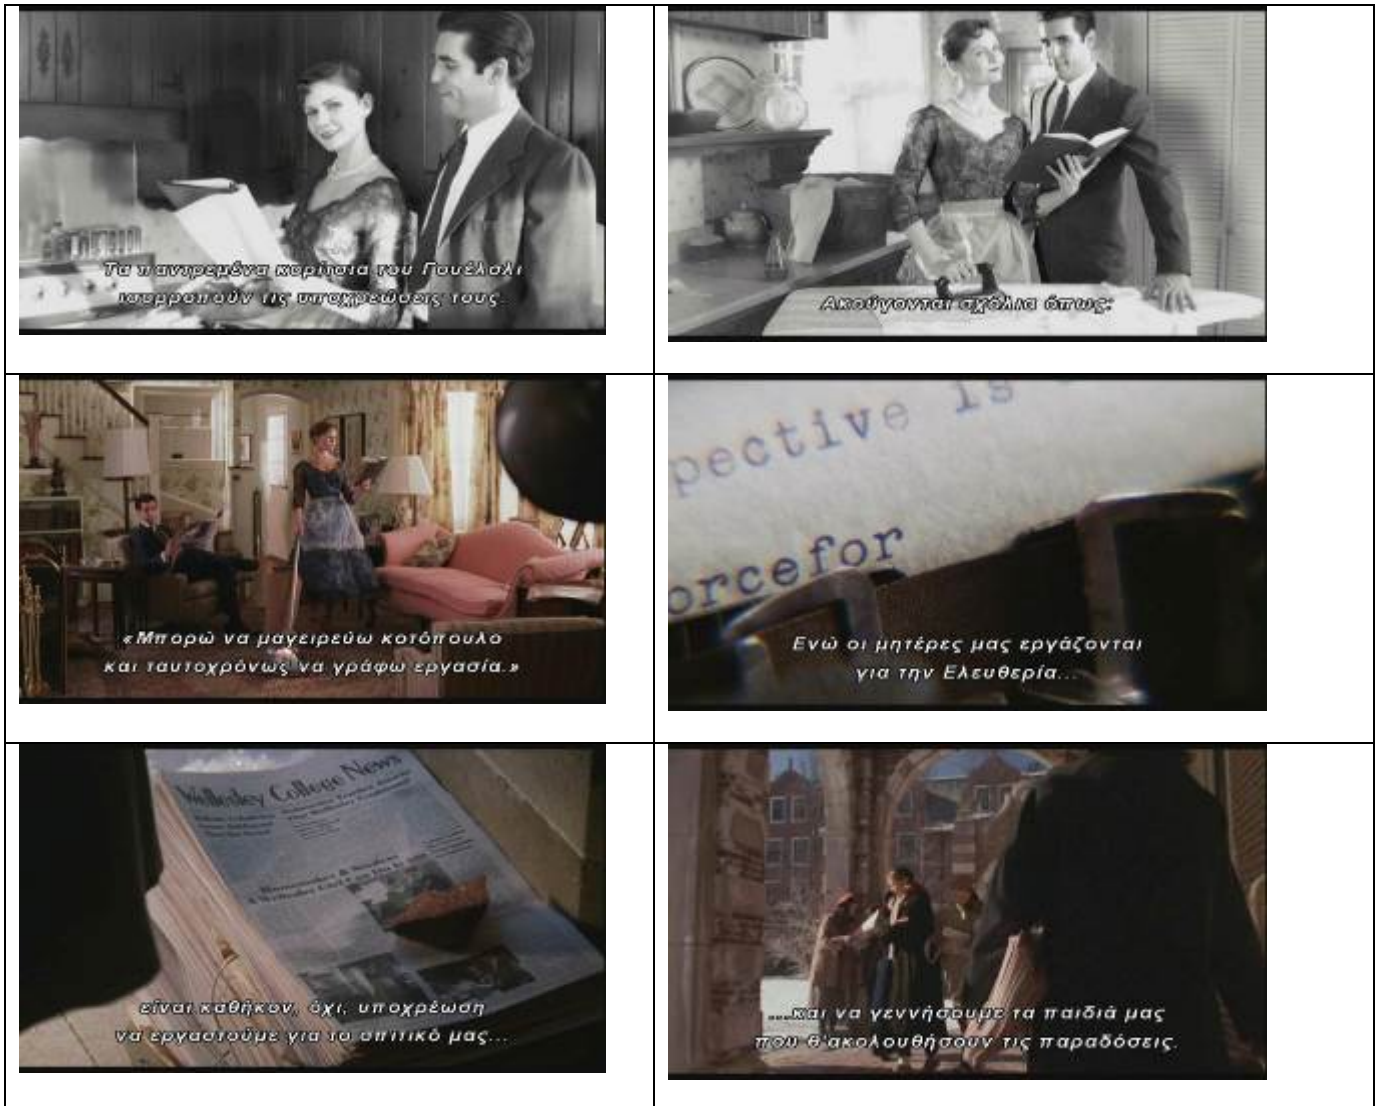 Τα παντρεμένα κορίτσια του Γουέλσλι
ισορροπούν τις υποχρεώσεις τους.
Ακούγονται σχόλια όπως:
«Μπορώ να μαγειρεύω κοτόπουλο
και ταυτοχρόνως να γράφω εργασία.»
pective is
orcefor
Ενώ οι μητέρες μας εργάζονται
για την Ελευθερία...
Wellesley College News
είναι καθήκον, όχι, υποχρέωση
να εργαστούμε για το σπιτικό μας...
...και να γεννήσουμε τα παιδιά μας
που θ'ακολουθήσουν τις παραδόσεις.